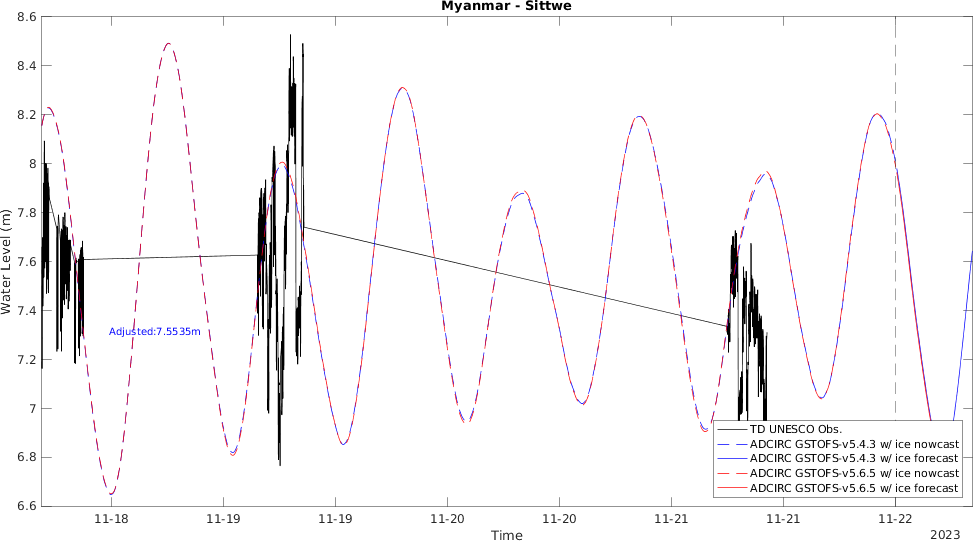 Myanmar - Sittwe
8.6
8.4
8.2
8
7.8
7.6
7.4
7.2
7
6.8
6.6
Water Level (m)
Adjusted:7.5535m
TD UNESCO Obs.
ADCIRC GSTOFS-v5.4.3 w/ ice nowcast
ADCIRC GSTOFS-v5.4.3 w/ ice forecast
ADCIRC GSTOFS-v5.6.5 w/ ice nowcast
ADCIRC GSTOFS-v5.6.5 w/ ice forecast
11-18 11-19 11-19 11-20 11-20 11-21 11-21 11-22
Time
2023